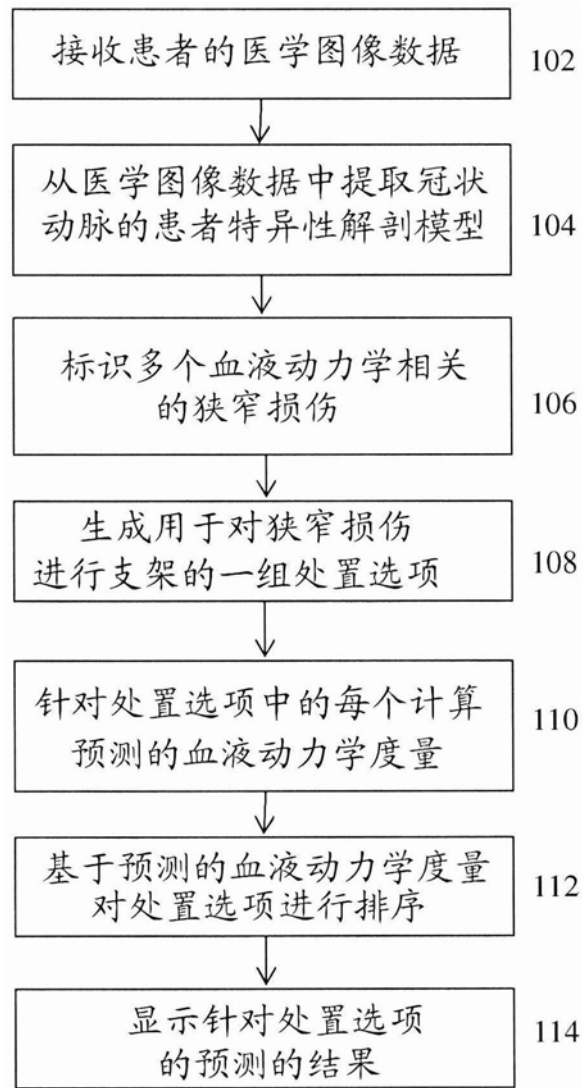 接收患者的医学图像数据
102
从医学图像数据中提取冠状
动脉的患者特异性解剖模型
104
标识多个血液动力学相关
的狭窄损伤
106
生成用于对狭窄损伤
进行支架的一组处置选项
108
针对处置选项中的每个计算
预测的血液动力学度量
110
基于预测的血液动力学度量
对处置选项进行排序
112
显示针对处置选项
的预测的结果
114